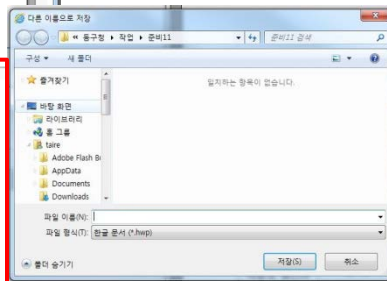 다른 이름으로 저장
« 동구청 ▸ 작업 ▸ 준비11
준비11 검색
구성 ▾ 새 폴더
즐겨찾기
일치하는 항목이 없습니다.
바탕 화면
라이브러리
홈 그룹
taire
Adobe Flash B
AppData
Documents
Downloads
파일 이름(N):
파일 형식(T): 한글 문서 (*.hwp)
폴더 숨기기
저장(S)
취소